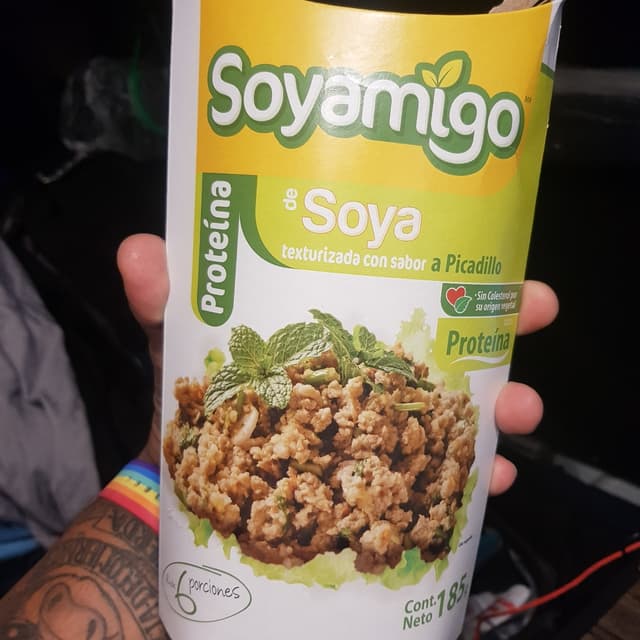 Soyamigo
Proteína
de Soya
texturizada con sabor a Picadillo
Sin Colesterol por
su origen vegetal
Proteína
6 porciones
Cont.
Neto 185